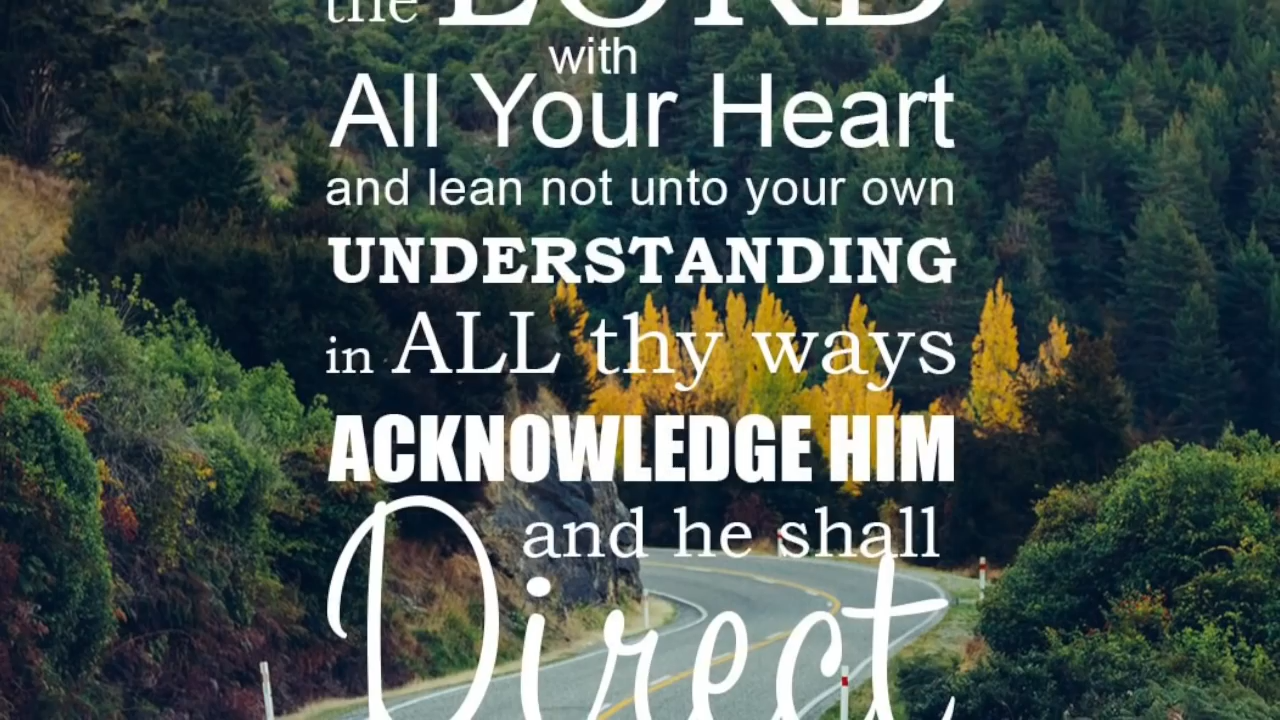 the LORD
with
All Your Heart
and lean not unto your own
UNDERSTANDING
in ALL thy ways
ACKNOWLEDGE HIM
and he shall
Direct